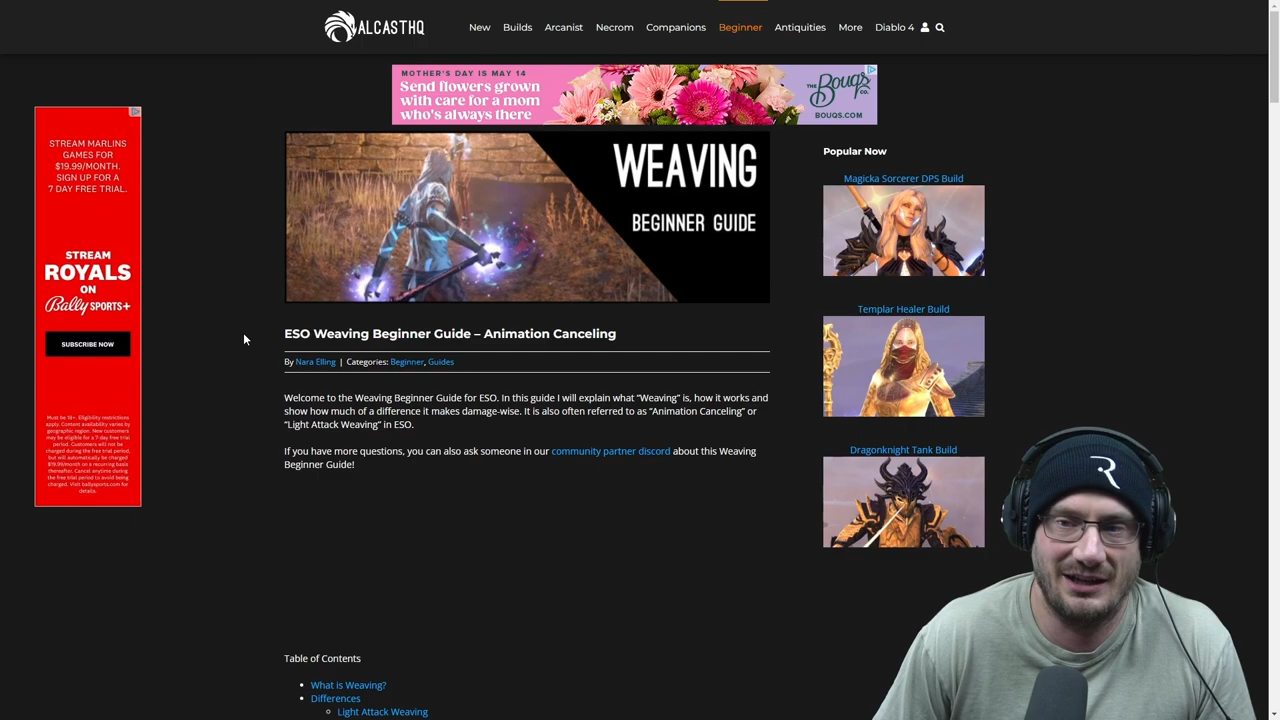 ALCASTHQ
New Builds Arcanist Necrom Companions Beginner Antiquities More Diablo 4
MOTHER'S DAY IS MAY 14
Send flowers grown
with care for a mom
who's always there
THE
BOUQS
CO.
BOUQS.COM
STREAM MARLINS
GAMES FOR
$19.99/MONTH.
SIGN UP FOR A
7 DAY FREE TRIAL.
STREAM
ROYALS
ON
Bally SPORTS+
SUBSCRIBE NOW
Must be 18+. Eligibility restrictions
apply. Content availability varies by
geographic region. New customers
may be eligible for a 7-day free trial
period. Customers will not be
charged during the free trial period,
but will automatically be charged
$19.99/month on a recurring basis
thereafter. Cancel anytime during
the free trial period to avoid being
charged. Visit ballysports.com for
details.
WEAVING
BEGINNER GUIDE
ESO Weaving Beginner Guide – Animation Canceling
By Nara Elling | Categories: Beginner, Guides
Welcome to the Weaving Beginner Guide for ESO. In this guide I will explain what “Weaving” is, how it works and
show how much of a difference it makes damage-wise. It is also often referred to as “Animation Canceling” or
“Light Attack Weaving” in ESO.
If you have more questions, you can also ask someone in our community partner discord about this Weaving
Beginner Guide!
Table of Contents
What is Weaving?
Differences
Light Attack Weaving
Popular Now
Magicka Sorcerer DPS Build
Templar Healer Build
Dragonknight Tank Build
R